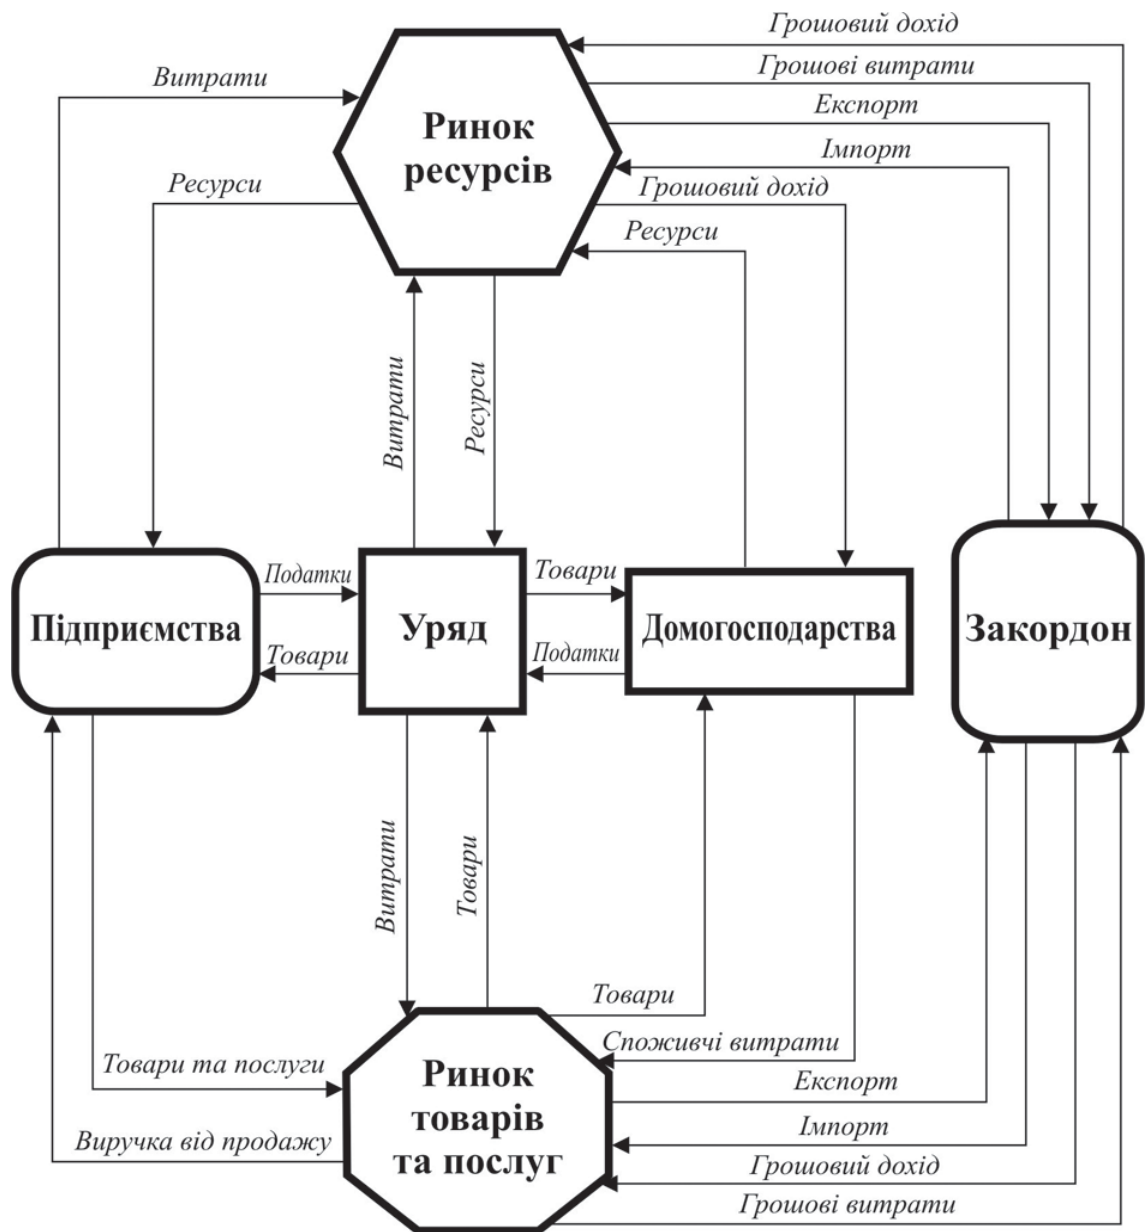 Грошовий дохід
Витрати
Грошові витрати
Експорт
Ринок
ресурсів
Імпорт
Ресурси
Грошовий дохід
Ресурси
Витрати
Ресурси
Податки
Товари
Підприємства
Уряд
Домогосподарства
Закордон
Товари
Податки
Витрати
Товари
Товари
Споживчі витрати
Товари та послуги
Експорт
Ринок
товарів
та послуг
Імпорт
Виручка від продажу
Грошовий дохід
Грошові витрати